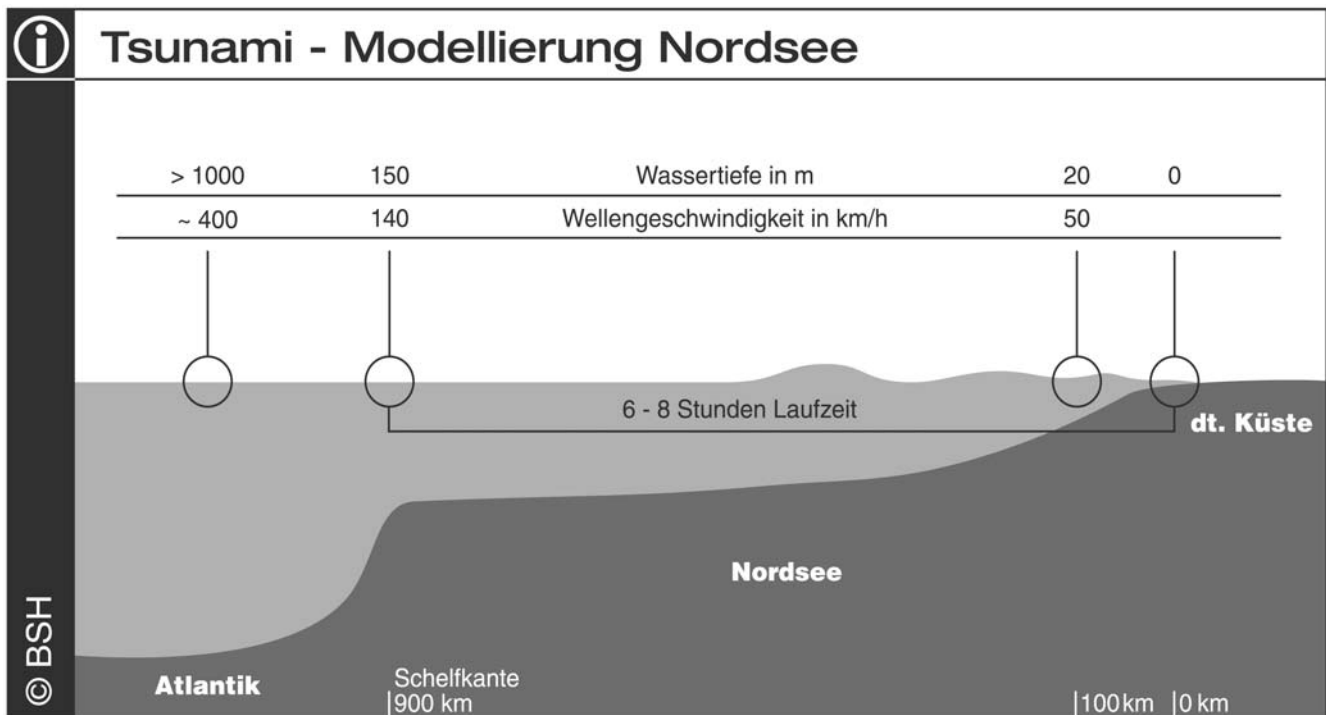 i
Tsunami - Modellierung Nordsee
> 1000 150 Wassertiefe in m 20 0
~ 400 140 Wellengeschwindigkeit in km/h 50
6 - 8 Stunden Laufzeit
dt. Küste
Nordsee
Atlantik
Schelfkante
|900 km |100 km |0 km
© BSH